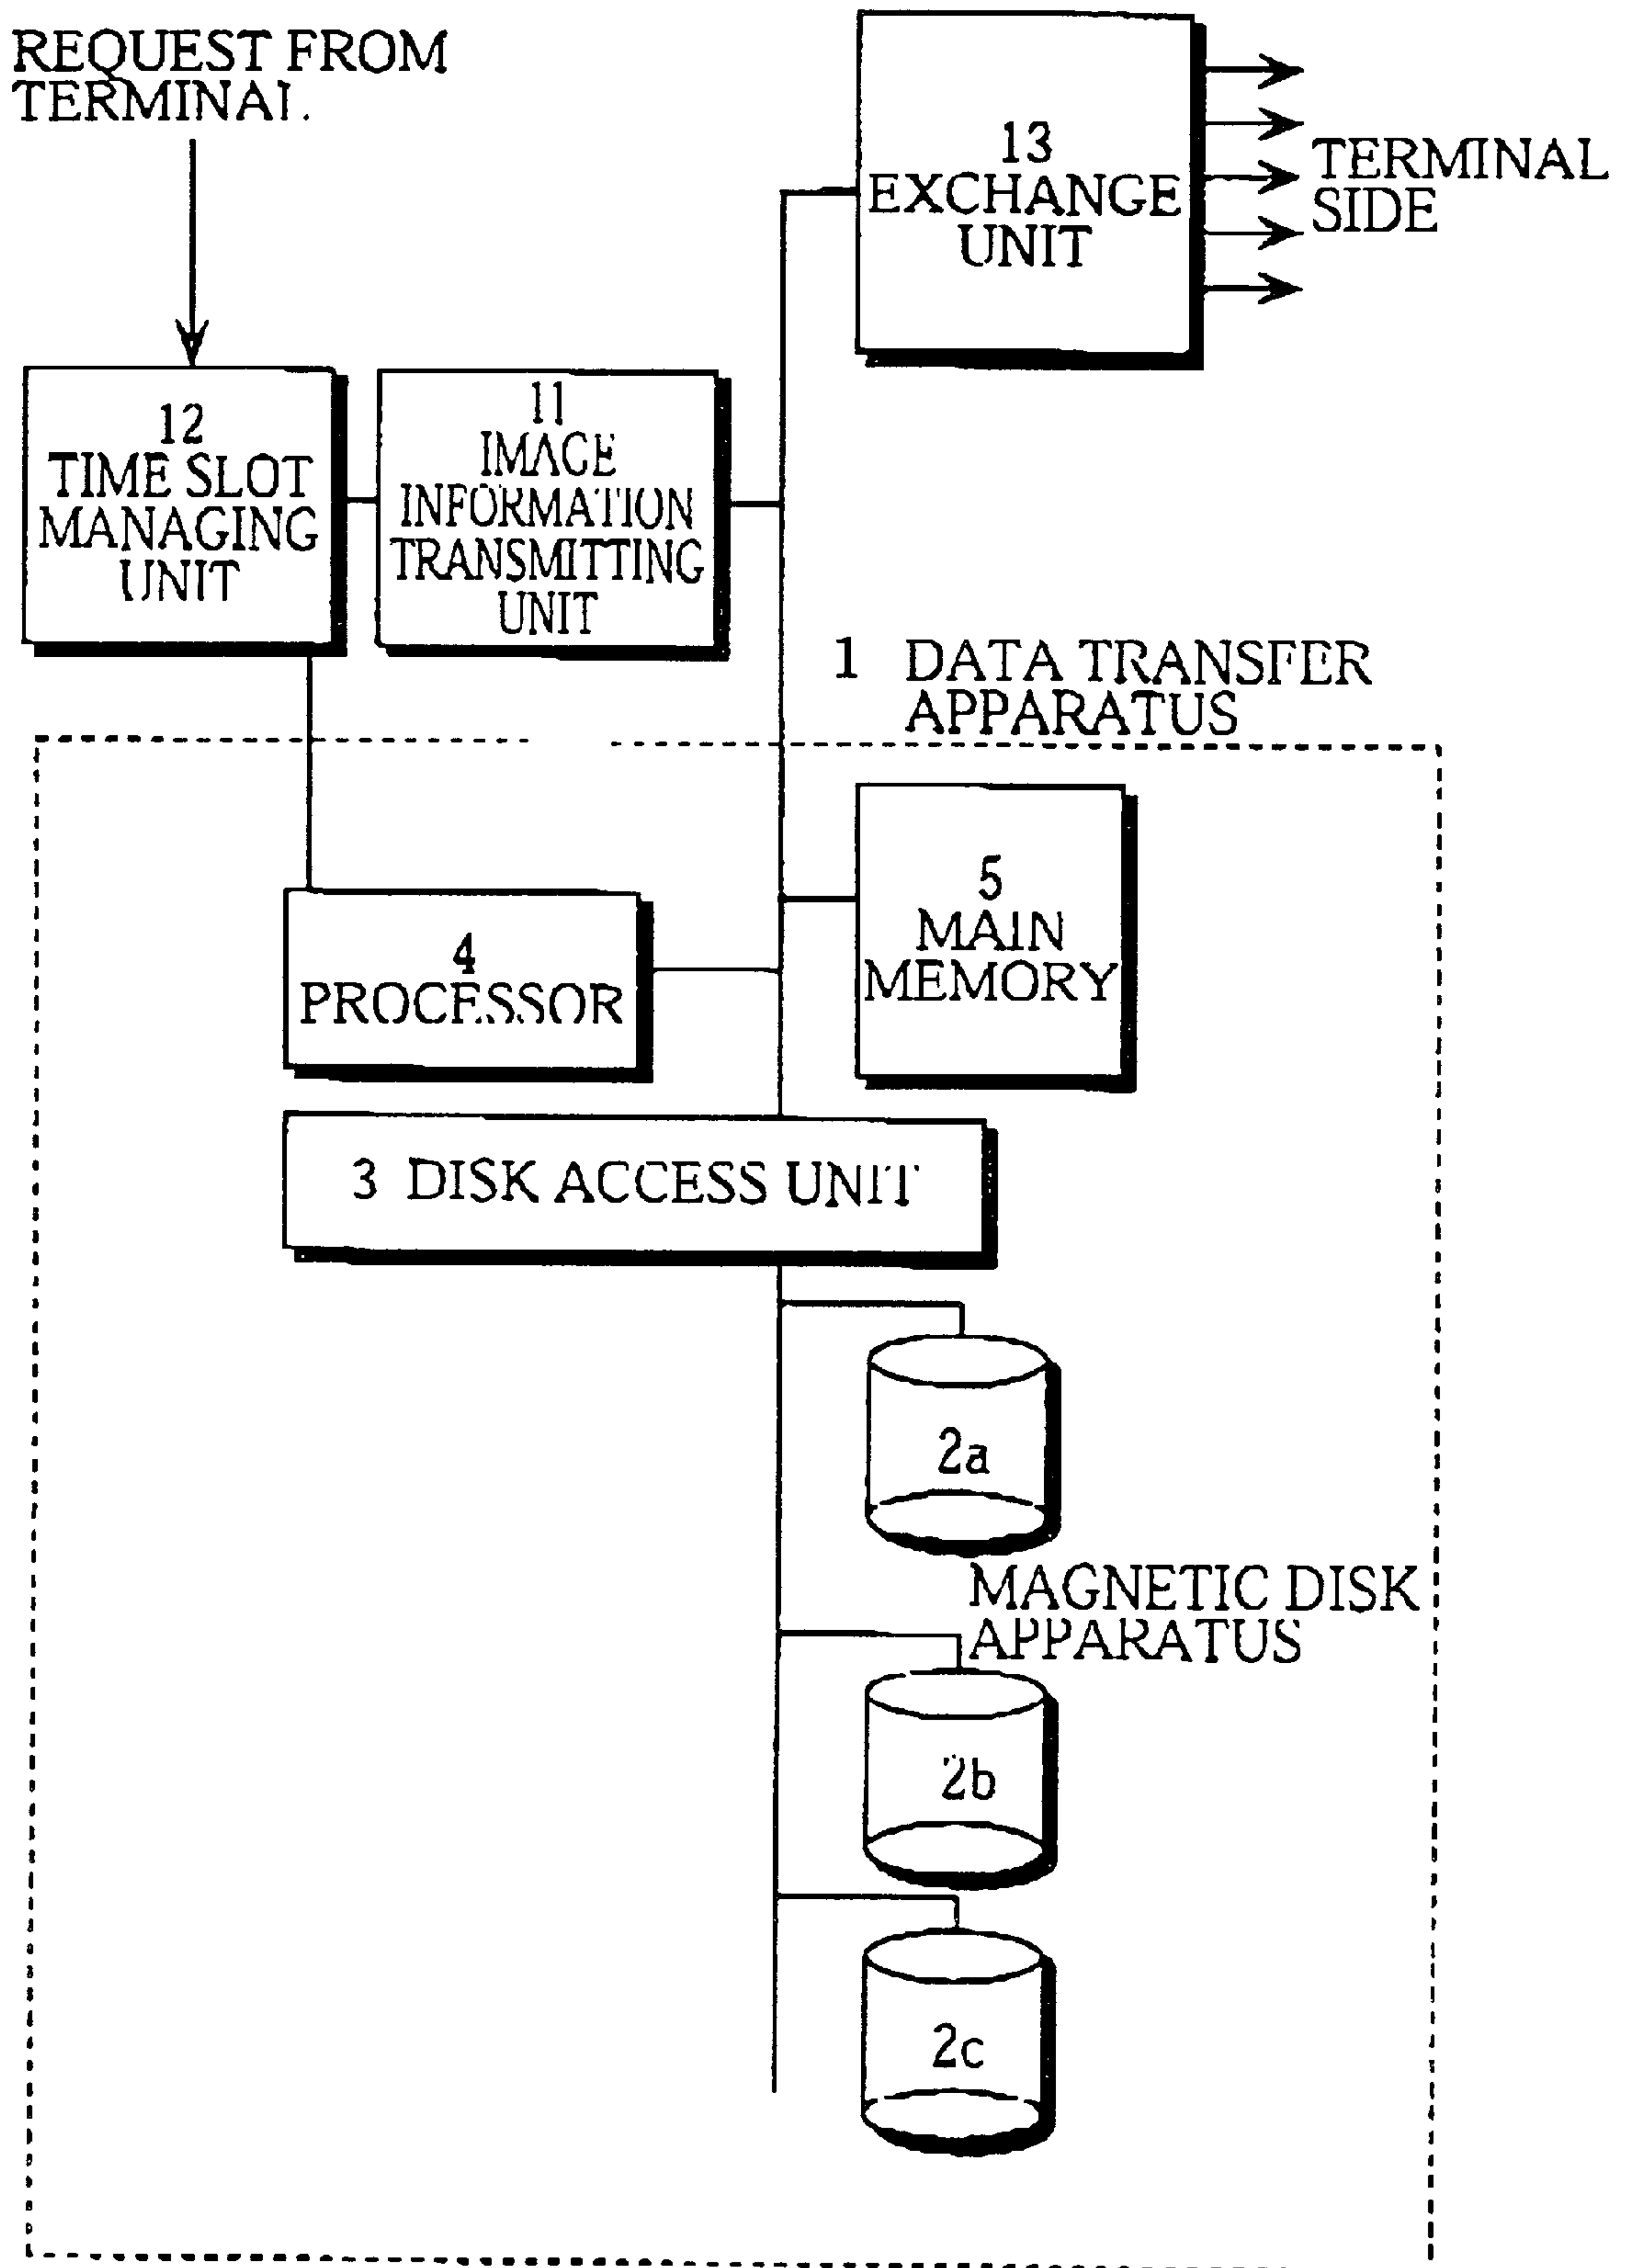 REQUEST FROM
TERMINAL
13
EXCHANGE
UNIT
TERMINAL
SIDE
12
TIME SLOT
MANAGING
UNIT
11
IMAGE
INFORMATION
TRANSMITTING
UNIT
1 DATA TRANSFER
APPARATUS
5
MAIN
MEMORY
4
PROCESSOR
3 DISK ACCESS UNIT
2a
MAGNETIC DISK
APPARATUS
2b
2c